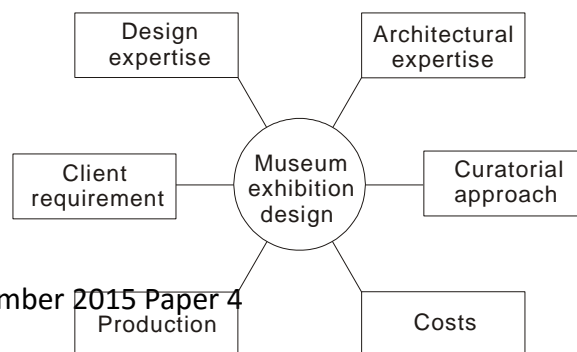 Design
expertise
Architectural
expertise
Museum
exhibition
design
Client
requirement
Curatorial
approach
mber 2015 Paper 4
Production
Costs